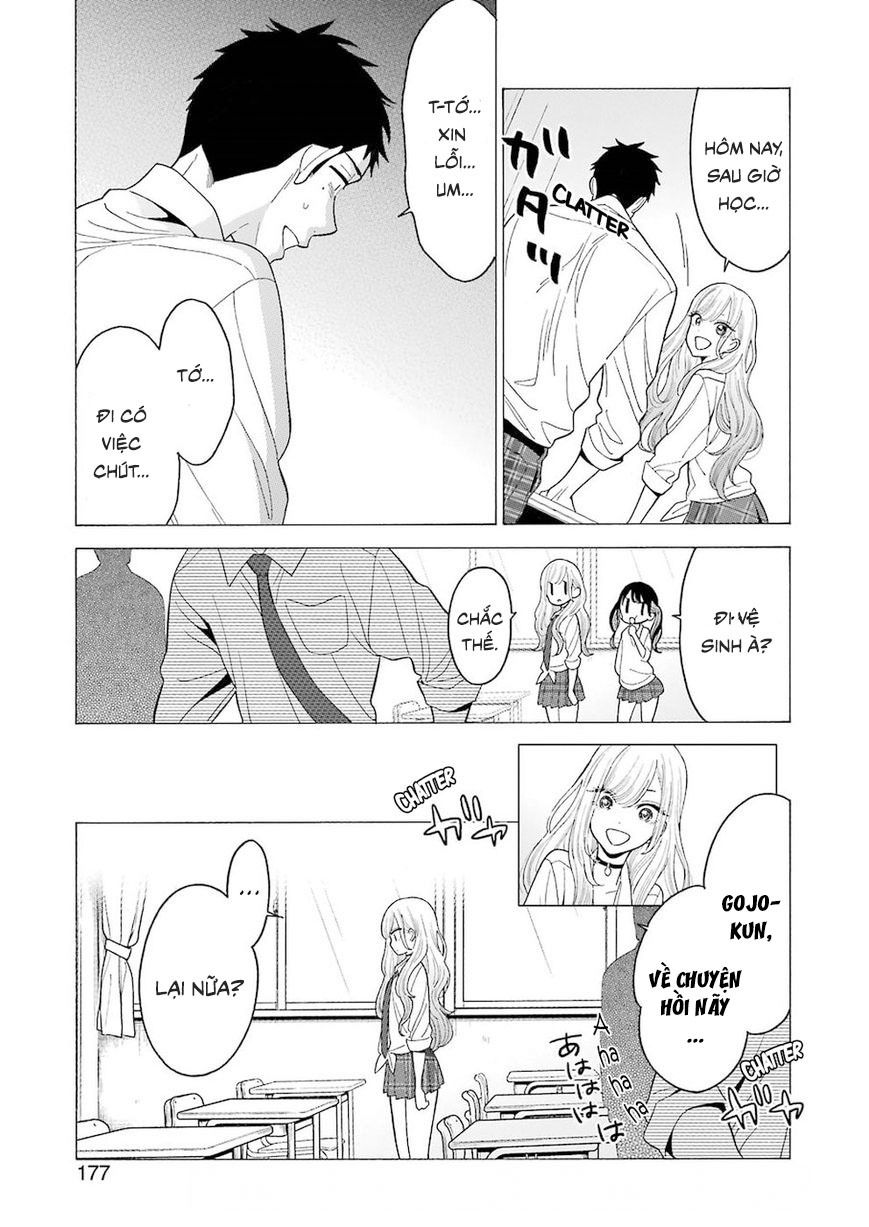 HÔM NAY,
SAU GIỜ
HỌC...
ガタッ
CLATTER
T-TỚ...
XIN
LỖI...
UM...
TỚ...
ĐI CÓ
VIỆC
CHÚT...
ĐI VỆ
SINH À?
CHẮC
THẾ.
GOJO-
KUN,
VỀ CHUYỆN
HỒI NÃY
...
CHATTER
ガヤ
CHATTER
ガヤ
あはははは
A ha ha ha ha
...
LẠI NỮA?
177